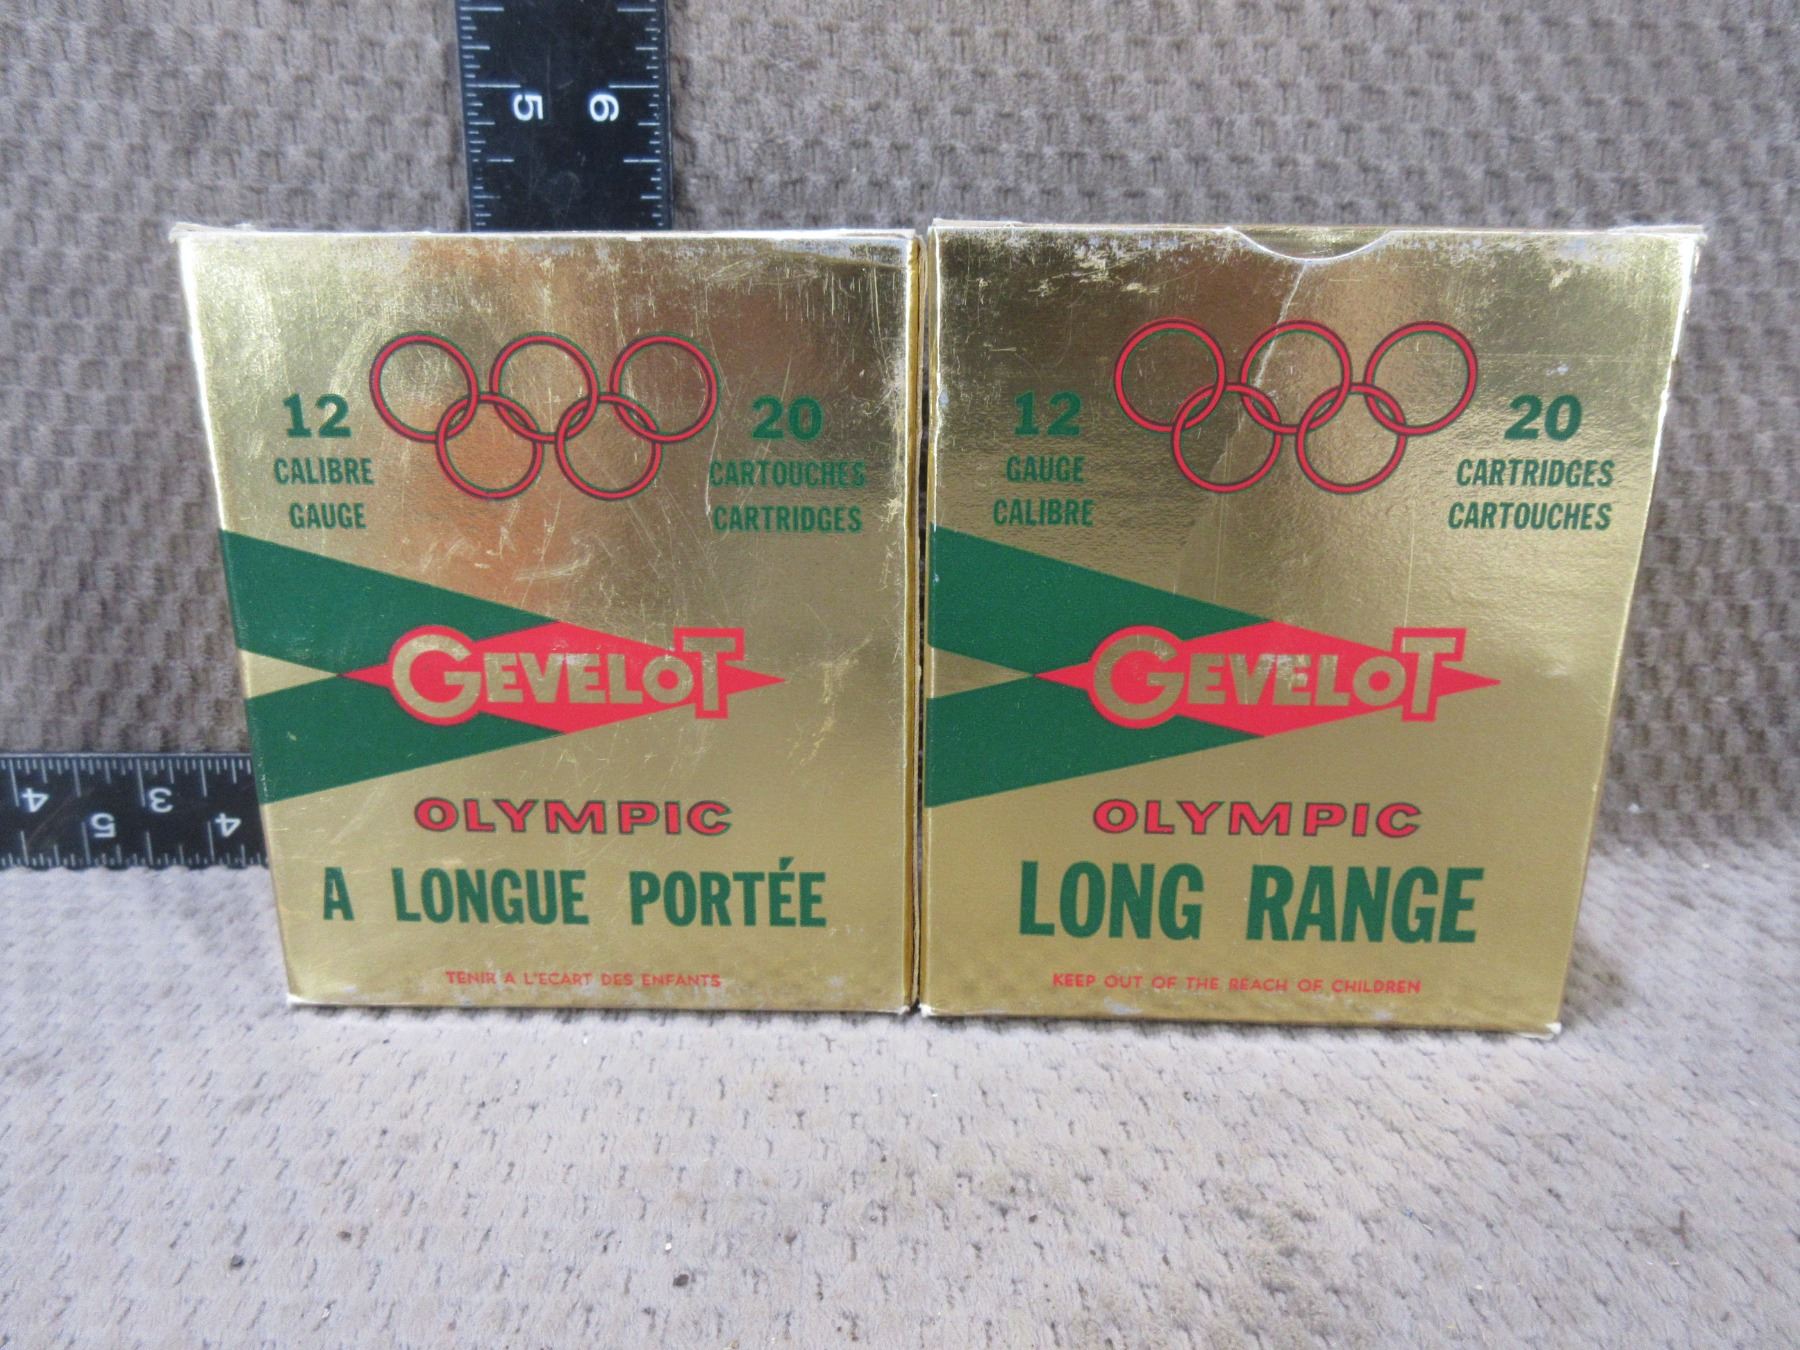 5 6
12
CALIBRE
GAUGE
20
CARTOUCHES
CARTRIDGES
GEVELOT
OLYMPIC
A LONGUE PORTÉE
TENIR A L'ECART DES ENFANTS
12
GAUGE
CALIBRE
20
CARTRIDGES
CARTOUCHES
GEVELOT
OLYMPIC
LONG RANGE
KEEP OUT OF THE REACH OF CHILDREN
4 3
5 4